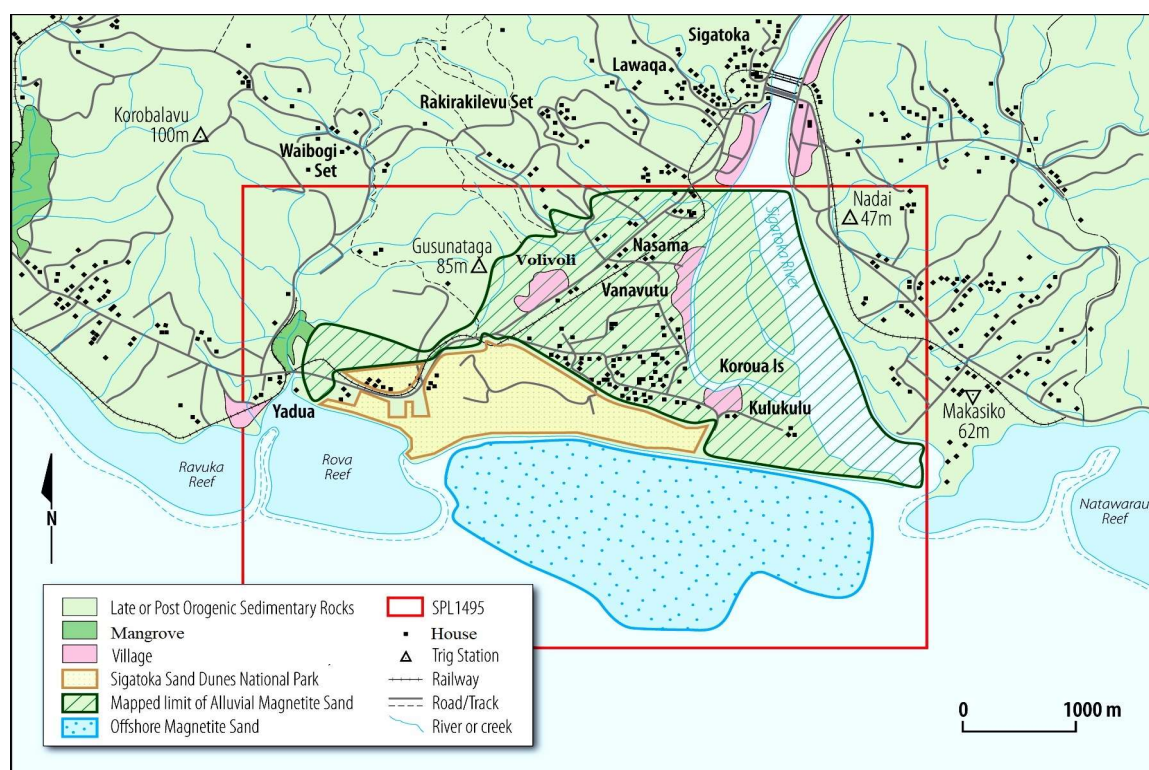 Sigatoka
Lawaqa
Rakirakilevu Set
Korobalavu
100m
Waibogi
Set
Nadai
47m
Sigatoka River
Gusunataga
85m
Volivoli
Nasama
Vanavutu
Koroua Is
Kulukulu
Makasiko
62m
Yadua
Ravuka
Reef
Rova
Reef
Natawarau
Reef
N
Late or Post Orogenic Sedimentary Rocks
Mangrove
Village
Sigatoka Sand Dunes National Park
Mapped limit of Alluvial Magnetite Sand
Offshore Magnetite Sand
SPL1495
House
Trig Station
Railway
Road/Track
River or creek
0 1000 m